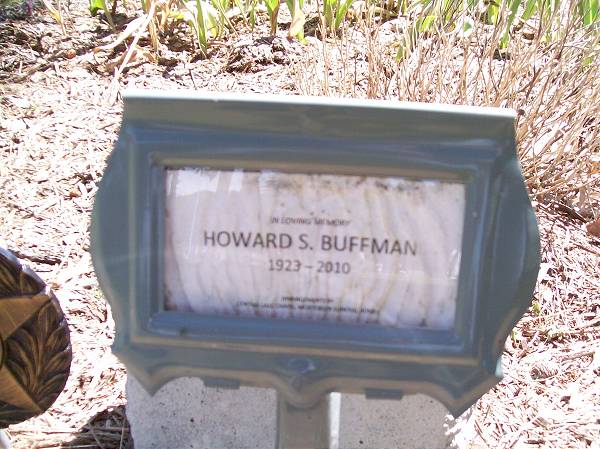 IN LOVING MEMORY
HOWARD S. BUFFMAN
1923 – 2010